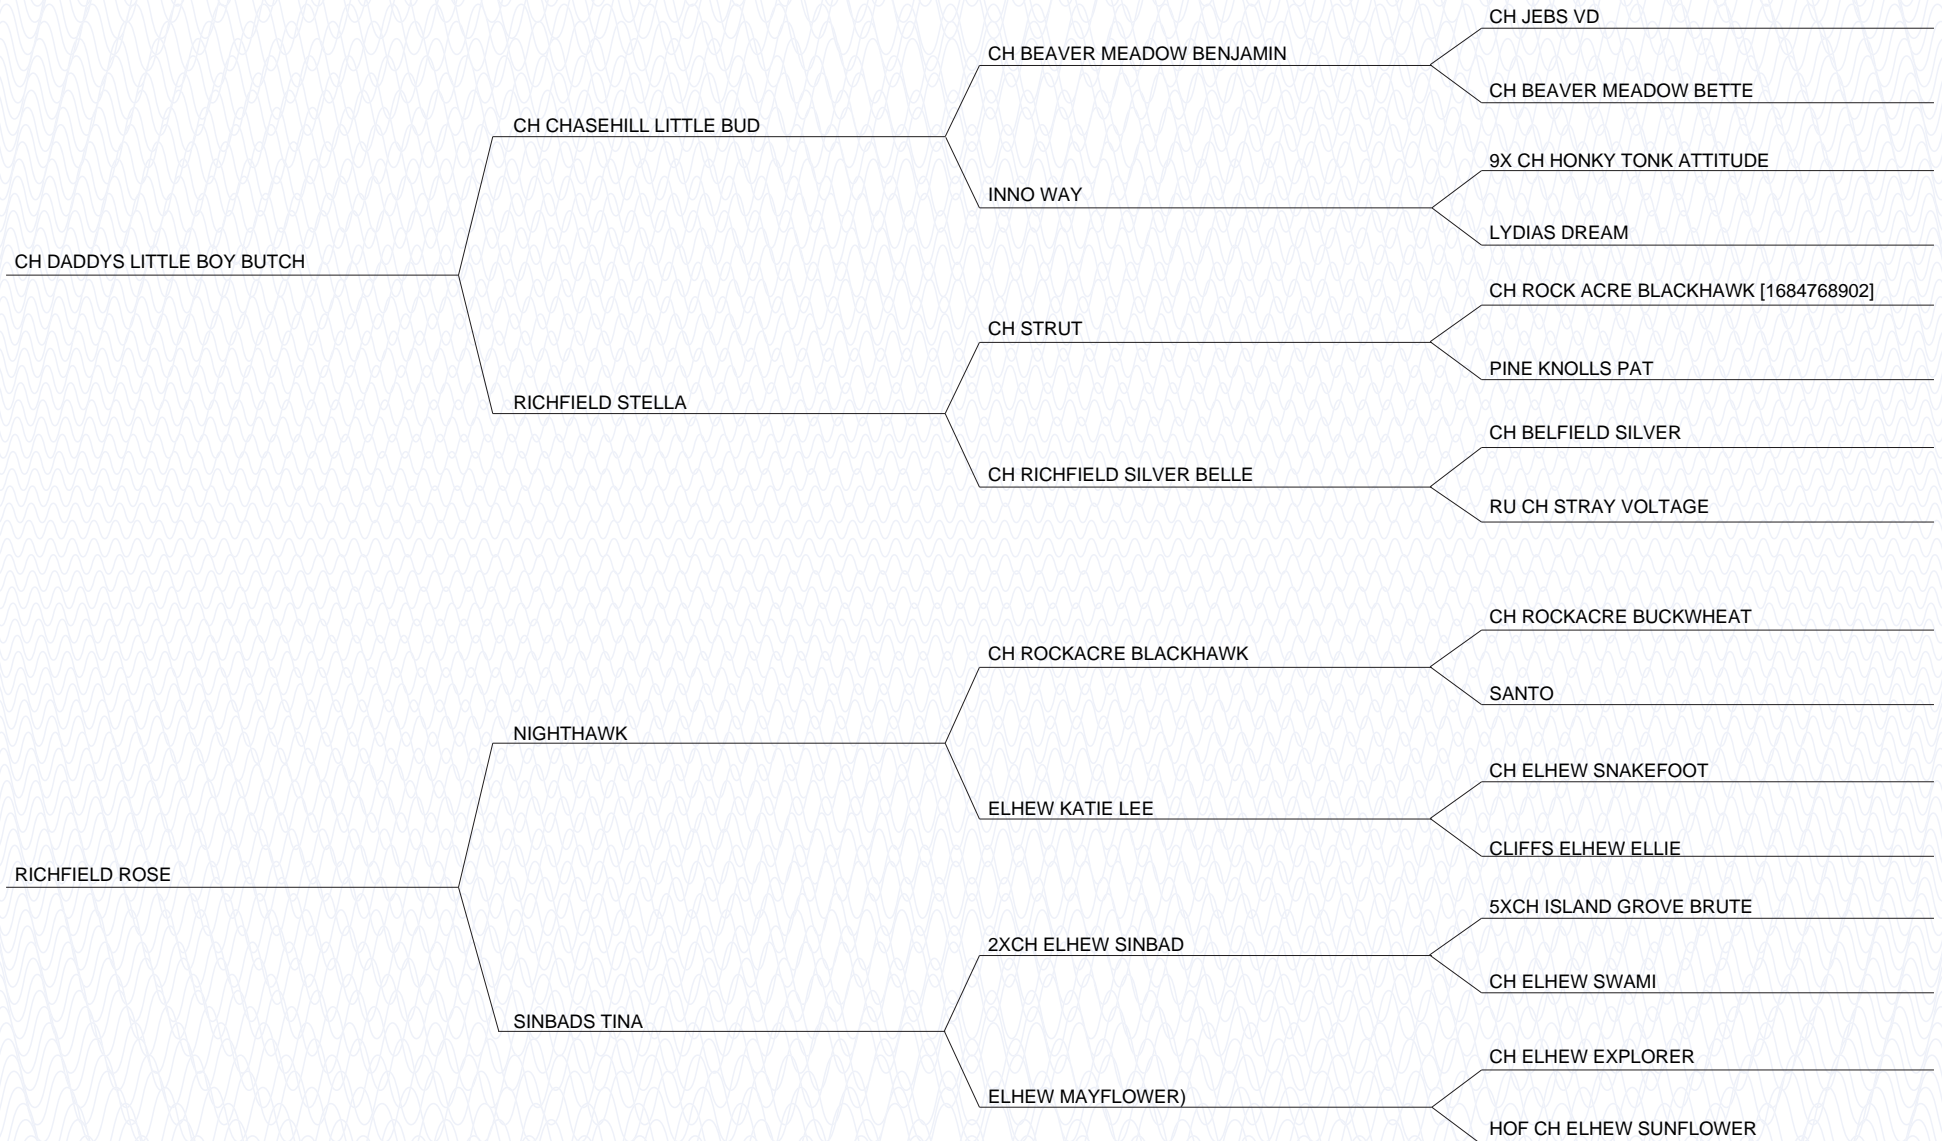 CH JEBS VD
CH BEAVER MEADOW BENJAMIN
CH BEAVER MEADOW BETTE
CH CHASEHILL LITTLE BUD
9X CH HONKY TONK ATTITUDE
INNO WAY
LYDIAS DREAM
CH DADDYS LITTLE BOY BUTCH
CH ROCK ACRE BLACKHAWK [1684768902]
CH STRUT
PINE KNOLLS PAT
RICHFIELD STELLA
CH BELFIELD SILVER
CH RICHFIELD SILVER BELLE
RU CH STRAY VOLTAGE
CH ROCKACRE BUCKWHEAT
CH ROCKACRE BLACKHAWK
SANTO
NIGHTHAWK
CH ELHEW SNAKEFOOT
ELHEW KATIE LEE
CLIFFS ELHEW ELLIE
RICHFIELD ROSE
5XCH ISLAND GROVE BRUTE
2XCH ELHEW SINBAD
CH ELHEW SWAMI
SINBADS TINA
CH ELHEW EXPLORER
ELHEW MAYFLOWER)
HOF CH ELHEW SUNFLOWER